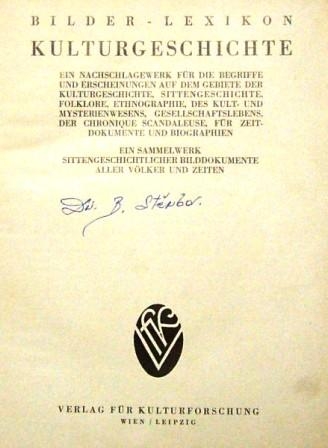 BILDER - LEXIKON
KULTURGESCHICHTE
EIN NACHSCHLAGEWERK FÜR DIE BEGRIFFE
UND ERSCHEINUNGEN AUF DEM GEBIETE DER
KULTURGESCHICHTE, SITTENGESCHICHTE,
FOLKLORE, ETHNOGRAPHIE, DES KULT- UND
MYSTERIENWESENS, GESELLSCHAFTSLEBENS,
DER CHRONIQUE SCANDALEUSE, FÜR ZEIT-
DOKUMENTE UND BIOGRAPHIEN
EIN SAMMELWERK
SITTENGESCHICHTLICHER BILDDOKUMENTE
ALLER VÖLKER UND ZEITEN
B.
VERLAG FÜR KULTURFORSCHUNG
WIEN / LEIPZIG